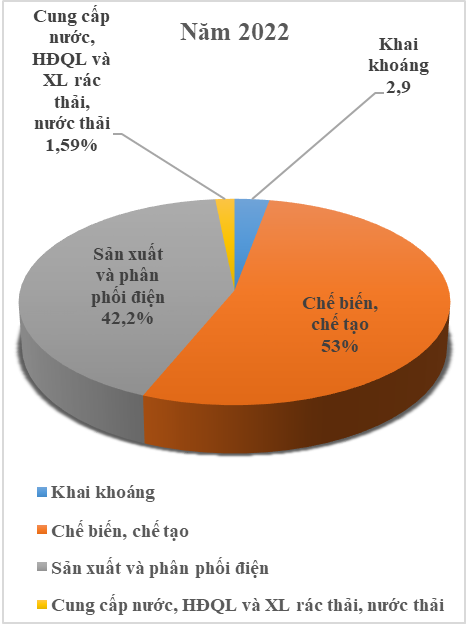 Năm 2022
Cung cấp
nước,
HĐQL và
XL rác
thải,
nước thải
1,59%
Khai
khoáng
2,9
Sản xuất
và phân
phối điện
42,2%
Chế biến,
chế tạo
53%
Khai khoáng
Chế biến, chế tạo
Sản xuất và phân phối điện
Cung cấp nước, HĐQL và XL rác thải, nước thải